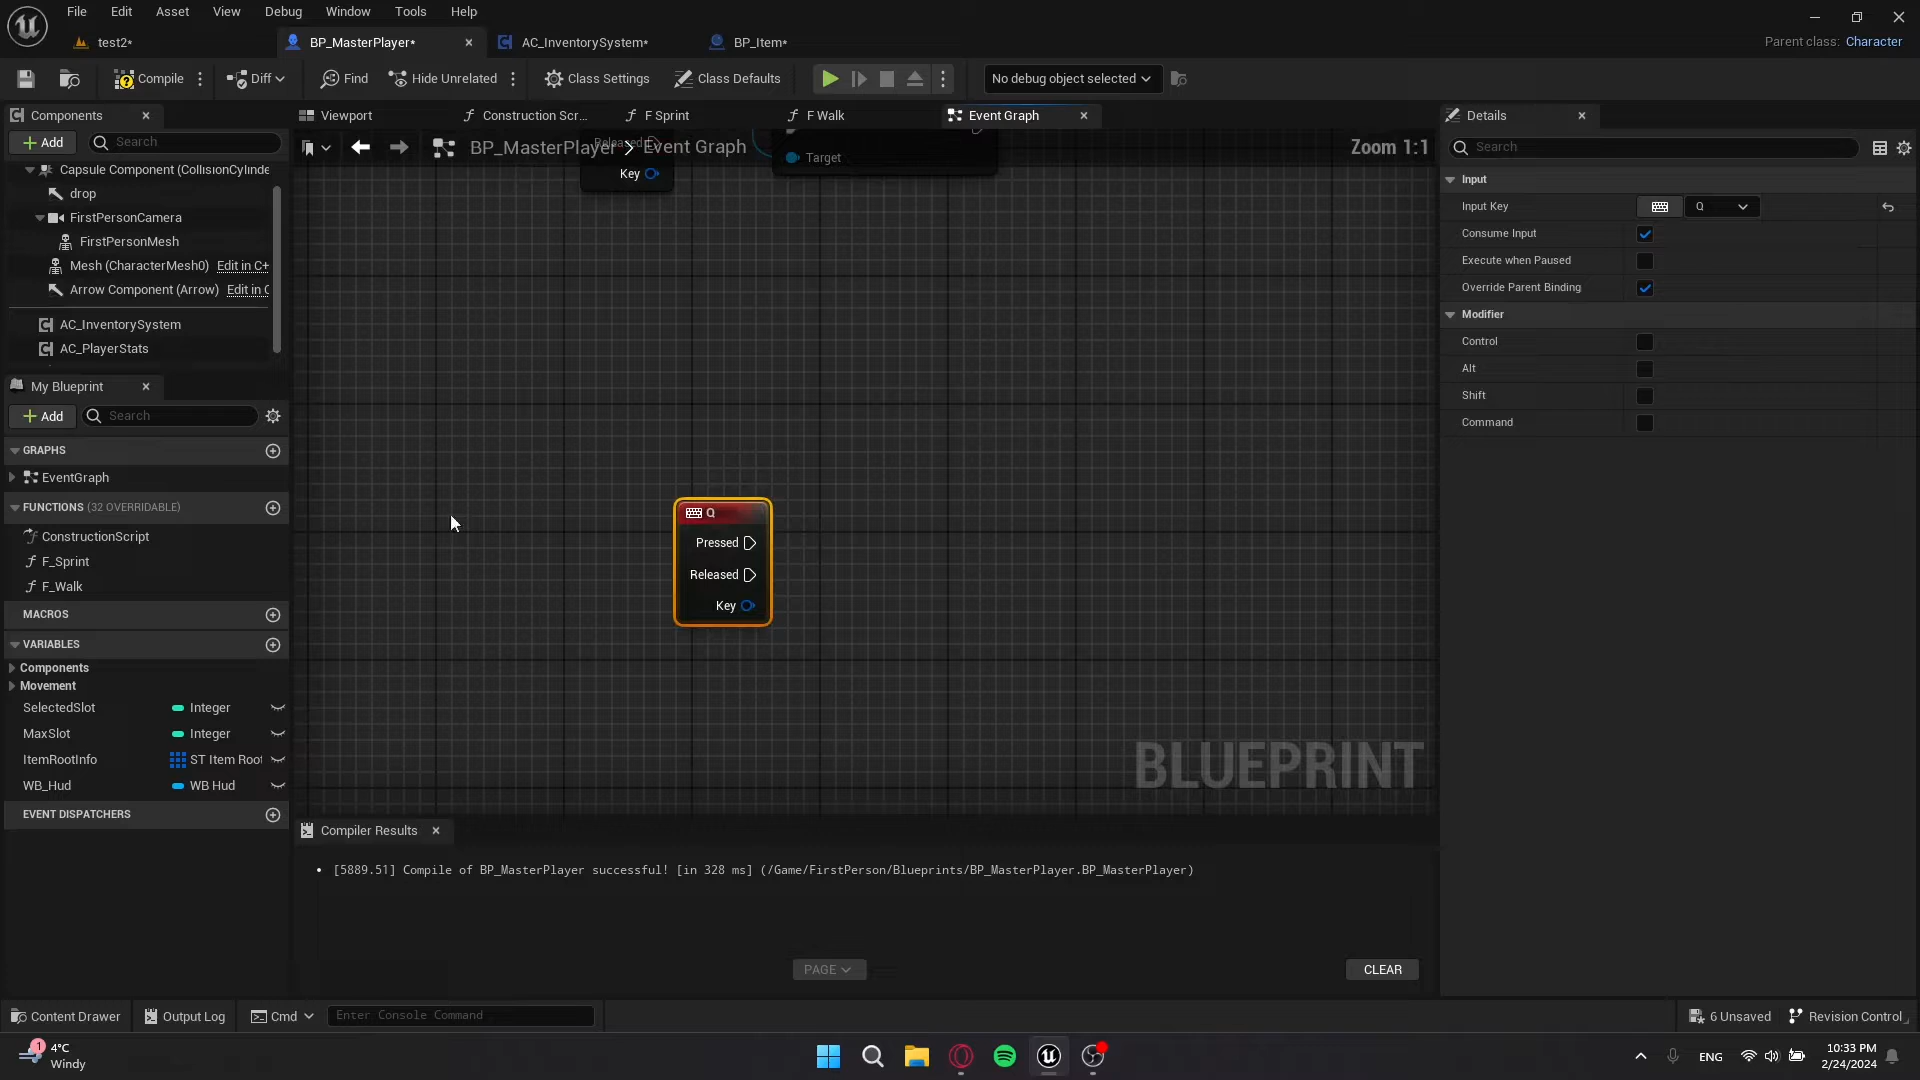 File Edit Asset View Window Debug Tools Help
test2* BP_MasterPlayer* AC_InventorySystem* BP_Item* Parent class: Character
Compile Diff Find Hide Unrelated Class Settings Class Defaults No debug object selected
Components Viewport Construction Scr... F Sprint F Walk Event Graph Details
Add Search BP_MasterPlayer > Event Graph Zoom 1:1 Search
Released
Target
Key
Capsule Component (CollisionCylinde
drop
FirstPersonCamera
FirstPersonMesh
Mesh (CharacterMesh0) Edit in C+
Arrow Component (Arrow) Edit in C
AC_InventorySystem
AC_PlayerStats
My Blueprint
Add Search
GRAPHS
EventGraph
FUNCTIONS (32 OVERRIDABLE)
ConstructionScript
F_Sprint
F_Walk
MACROS
VARIABLES
Components
Movement
SelectedSlot Integer
MaxSlot Integer
ItemRootInfo ST Item Root
WB_Hud WB Hud
EVENT DISPATCHERS
Q
Pressed
Released
Key
BLUEPRINT
Input
Input Key Q
Consume Input
Execute when Paused
Override Parent Binding
Modifier
Control
Alt
Shift
Command
Compiler Results
[5889.51] Compile of BP_MasterPlayer successful! [in 328 ms] (/Game/FirstPerson/Blueprints/BP_MasterPlayer.BP_MasterPlayer)
PAGE CLEAR
Content Drawer Output Log Cmd Enter Console Command 6 Unsaved Revision Control
1 4°C
Windy
ENG 10:33 PM
2/24/2024